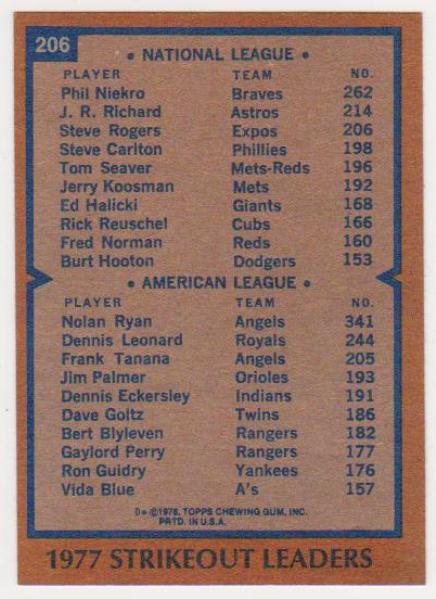 206
• NATIONAL LEAGUE •
PLAYER TEAM NO.
Phil Niekro Braves 262
J. R. Richard Astros 214
Steve Rogers Expos 206
Steve Carlton Phillies 198
Tom Seaver Mets-Reds 196
Jerry Koosman Mets 192
Ed Halicki Giants 168
Rick Reuschel Cubs 166
Fred Norman Reds 160
Burt Hooton Dodgers 153
• AMERICAN LEAGUE •
PLAYER TEAM NO.
Nolan Ryan Angels 341
Dennis Leonard Royals 244
Frank Tanana Angels 205
Jim Palmer Orioles 193
Dennis Eckersley Indians 191
Dave Goltz Twins 186
Bert Blyleven Rangers 182
Gaylord Perry Rangers 177
Ron Guidry Yankees 176
Vida Blue A's 157
D* ©1978, TOPPS CHEWING GUM, INC.
PRTD. IN U.S.A.
1977 STRIKEOUT LEADERS